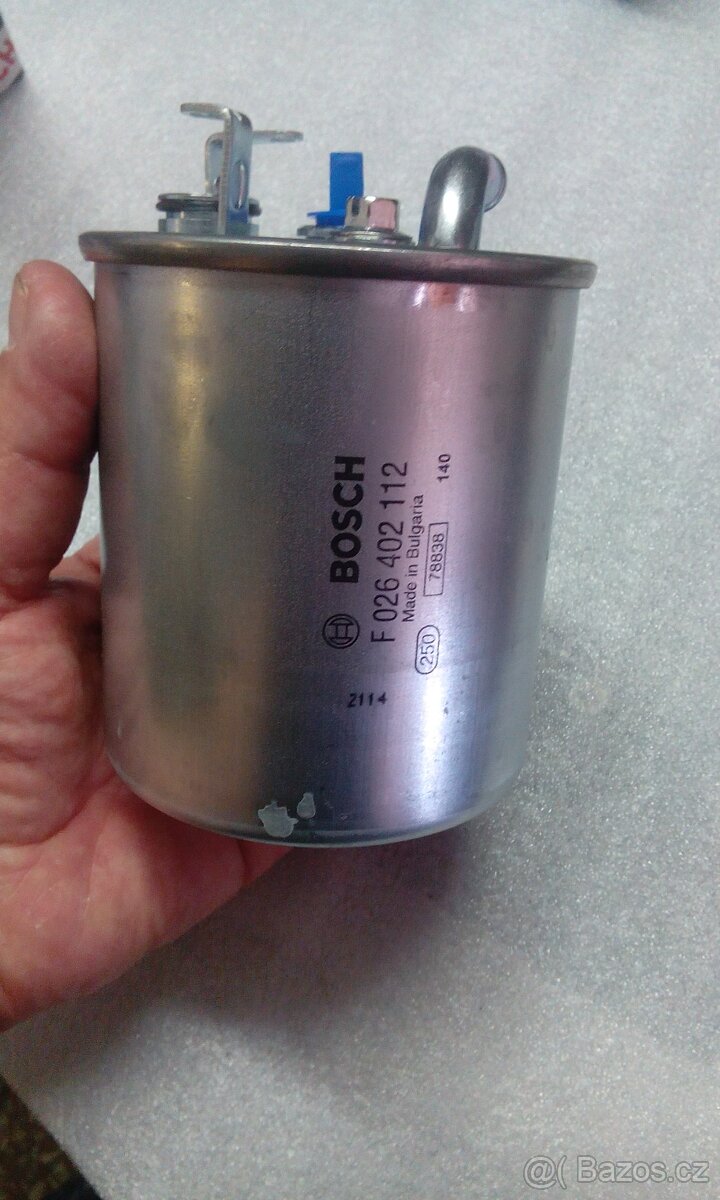 BOSCH
F 026 402 112
Made in Bulgaria
250 78838 140
2114
@( Bazos.cz